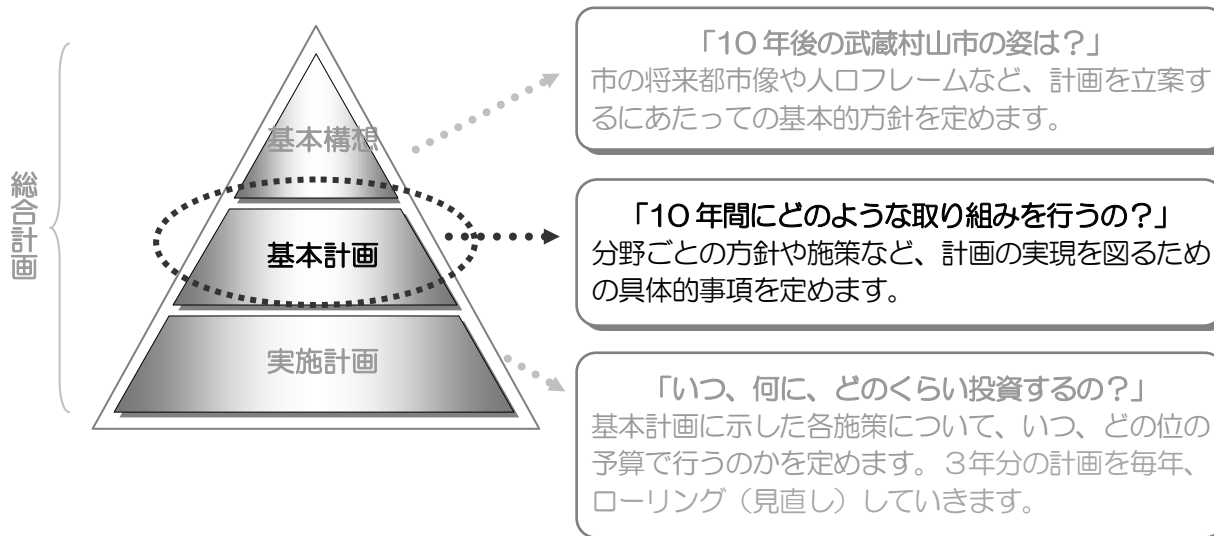 総合計画
基本構想
基本計画
実施計画
「10年後の武蔵村山市の姿は？」
市の将来都市像や人口フレームなど、計画を立案す
るにあたっての基本的方針を定めます。
「10年間にどのような取り組みを行うの？」
分野ごとの方針や施策など、計画の実現を図るため
の具体的事項を定めます。
「いつ、何に、どのくらい投資するの？」
基本計画に示した各施策について、いつ、どの位の
予算で行うのかを定めます。３年分の計画を毎年、
ローリング（見直し）していきます。